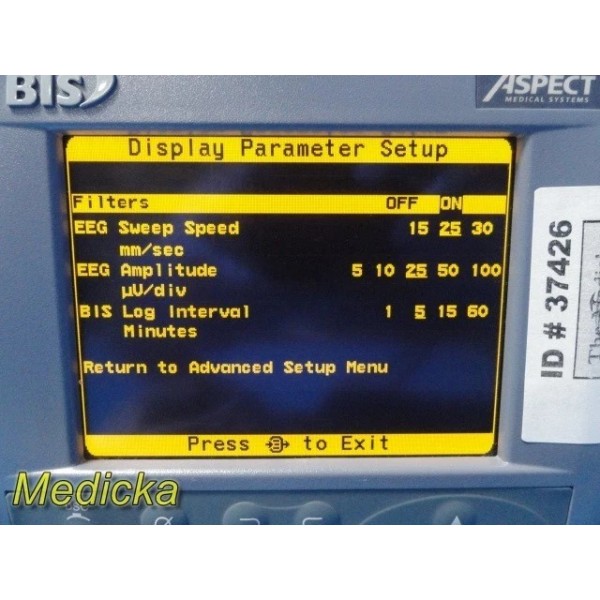 BIS
ASPECT
MEDICAL SYSTEMS
Display Parameter Setup
Filters OFF ON
EEG Sweep Speed 15 25 30
mm/sec
EEG Amplitude 5 10 25 50 100
µV/div
BIS Log Interval 1 5 15 60
Minutes
Return to Advanced Setup Menu
Press to Exit
ID # 37426
Medicka